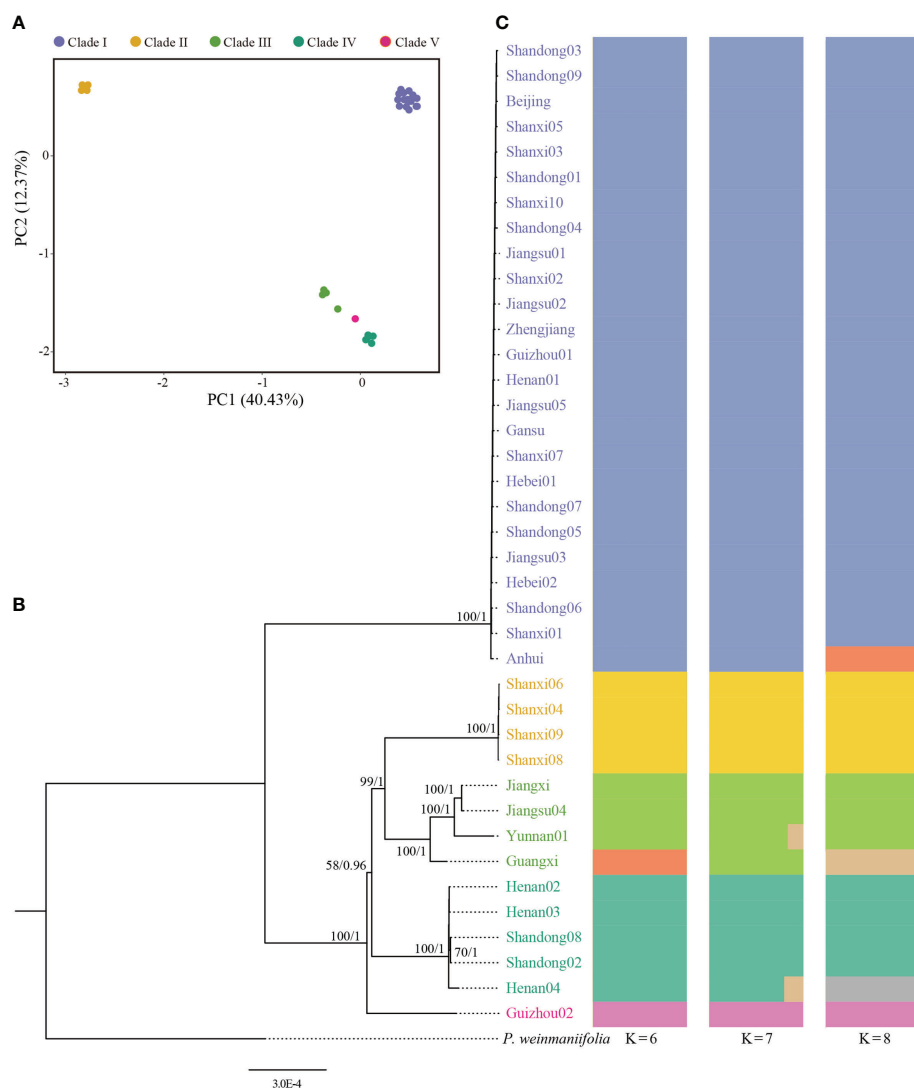 A
C
Clade I Clade II Clade III Clade IV Clade V
0
-1
-2
PC2 (12.37%)
-3 -2 -1 0
PC1 (40.43%)
Shandong03
Shandong09
Beijing
Shanxi05
Shanxi03
Shandong01
Shanxi10
Shandong04
Jiangsu01
Shanxi02
Jiangsu02
Zhengjiang
Guizhou01
Henan01
Jiangsu05
Gansu
Shanxi07
Hebei01
Shandong07
Shandong05
Jiangsu03
Hebei02
B
Shandong06
100/1
Shanxi01
Anhui
Shanxi06
Shanxi04
100/1
Shanxi09
Shanxi08
99/1
Jiangxi
100/1
Jiangsu04
100/1
Yunnan01
100/1
Guangxi
58/0.96
Henan02
Henan03
100/1
Shandong08
100/1 70/1
Shandong02
Henan04
Guizhou02
P. weinmaniifolia K=6 K=7 K=8
3.0E-4